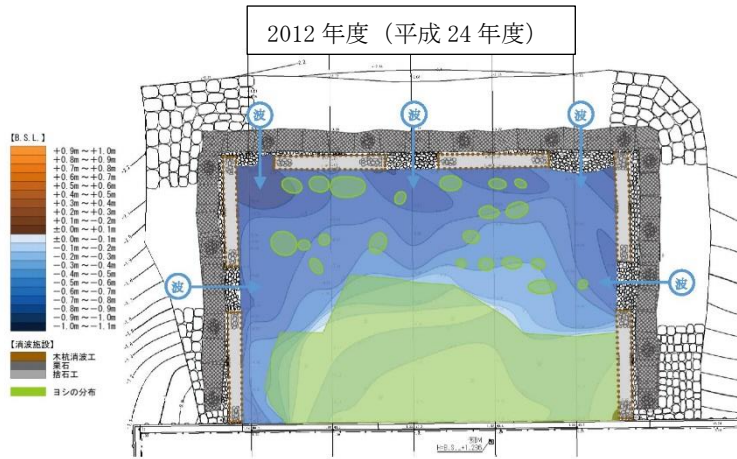 2012 年度（平成 24 年度）
波
波
波
【B.S.L.】
+0.9m～+1.0m
+0.8m～+0.9m
+0.7m～+0.8m
+0.6m～+0.7m
+0.5m～+0.6m
+0.4m～+0.5m
+0.3m～+0.4m
+0.2m～+0.3m
+0.1m～+0.2m
±0.0m～+0.1m
±0.0m～-0.1m
-0.1m～-0.2m
-0.2m～-0.3m
-0.3m～-0.4m
-0.4m～-0.5m
-0.5m～-0.6m
-0.6m～-0.7m
-0.7m～-0.8m
-0.8m～-0.9m
-0.9m～-1.0m
-1.0m～-1.1m
波
波
【消波施設】
木杭消波工
粟石
捨石工
ヨシの分布
H=B.S.L.+1.296